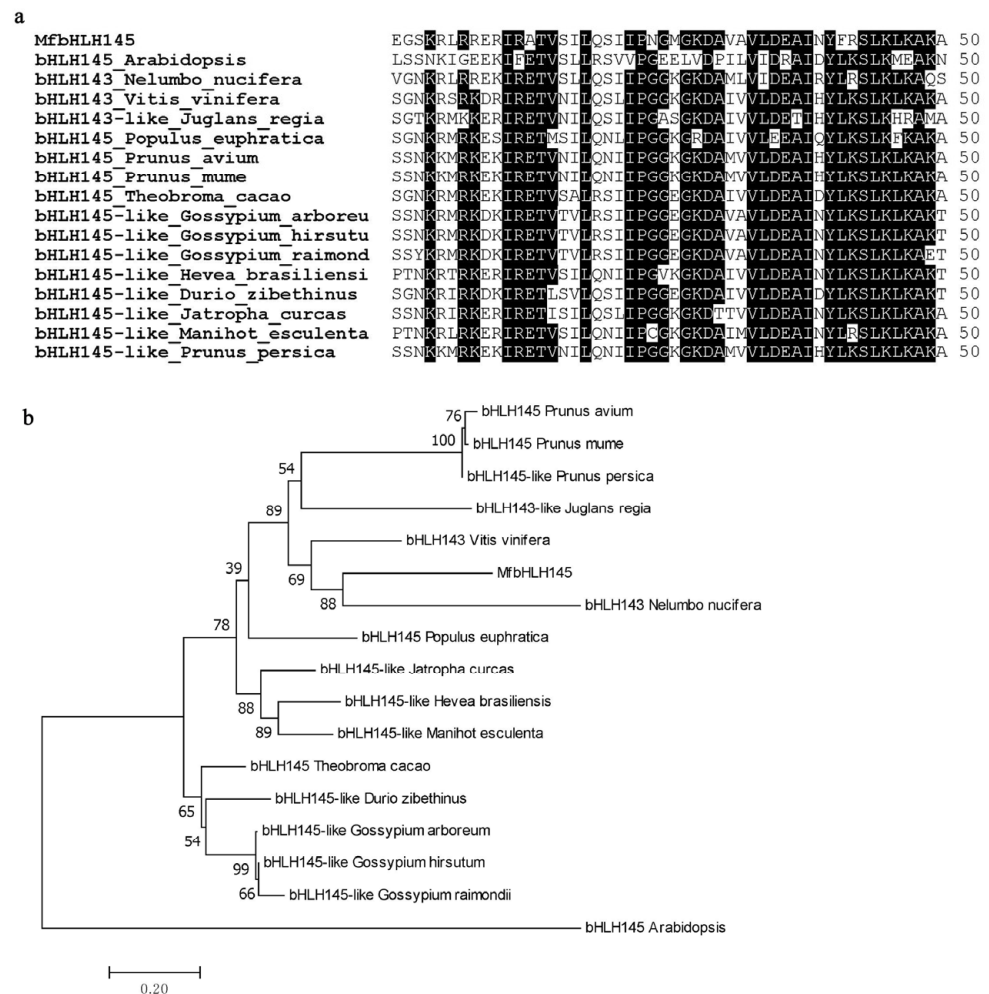 a
MfbHLH145 EGSKRLRRERIRATVSILQSIIPNGMGKDAVAVLDEAINYFRSLKLKAKA 50
bHLH145_Arabidopsis LSSNKIGEEKIFETVSLLRSVVPGEELVDPILVIDRAIDYLKSLKMEAKN 50
bHLH143_Nelumbo_nucifera VGNKRLRREKIRETVSILQSIIPGGKGKDAMLVIDEAIRYLRSLKLKAQS 50
bHLH143_Vitis_vinifera SGNKRSRKDRIRETVNILQSLIPGGKGKDAIVVLDEAIHYLKSLKLKAKA 50
bHLH143-like_Juglans_regia SGTKRMKKERIRETVNILQSIIPGASGKDAIVVLDETIHYLKSLKHRAMA 50
bHLH145_Populus_euphratica SGNKRMRKESIRETMSILQNLIPGGKGRDAIVVLEEAIQYLKSLKFKAKA 50
bHLH145_Prunus_avium SSNKKMRKEKIRETVNILQNIIPGGKGKDAMVVLDEAIHYLKSLKLKAKA 50
bHLH145_Prunus_mume SSNKKMRKEKIRETVNILQNIIPGGKGKDAMVVLDEAIHYLKSLKLKAKA 50
bHLH145_Theobroma_cacao SGNKRMRKDKIRETVSALRSIIPGGEGKDAIVVLDEAINYLKSLKLKAKT 50
bHLH145-like_Gossypium_arboreu SSNKRMRKDKIRETVTVLRSIIPGGEGKDAVAVLDEAINYLKSLKLKAKT 50
bHLH145-like_Gossypium_hirsutu SSNKRMRKDKIRETVTVLRSIIPGGEGKDAVAVLDEAINYLKSLKLKAKT 50
bHLH145-like_Gossypium_raimond SSYKRMRKDKIRETVTVLRSIIPGGEGKDAVAVLDEAINYLKSLKLKAET 50
bHLH145-like_Hevea_brasiliensi PTNKRTRKERIRETVSILQNIIPGVKGKDAIAVLDEAINYLKSLKLKAKT 50
bHLH145-like_Durio_zibethinus SGNKRIRKDKIRETLSVLQSIIPGGEGKDAIVVLDEAIDYLKSLKLKAKT 50
bHLH145-like_Jatropha_curcas SSNKRIRKERIRETISILQSLIPGGKGKDTTVVLDEAINYLKSLKLKAKA 50
bHLH145-like_Manihot_esculenta PTNKRLRKERIRETVSILQNIIPCGKGKDAIMVLDEAINYLRSLKLKAKA 50
bHLH145-like_Prunus_persica SSNKKMRKEKIRETVNILQNIIPGGKGKDAMVVLDEAIHYLKSLKLKAKA 50
b
76 bHLH145 Prunus avium
100 bHLH145 Prunus mume
bHLH145-like Prunus persica
54
bHLH143-like Juglans regia
89
bHLH143 Vitis vinifera
69
MfbHLH145
88 bHLH143 Nelumbo nucifera
39
bHLH145 Populus euphratica
78
bHLH145-like Jatropha curcas
88
bHLH145-like Hevea brasiliensis
89 bHLH145-like Manihot esculenta
bHLH145 Theobroma cacao
65
bHLH145-like Durio zibethinus
54
bHLH145-like Gossypium arboreum
99 bHLH145-like Gossypium hirsutum
66 bHLH145-like Gossypium raimondii
bHLH145 Arabidopsis
0.20